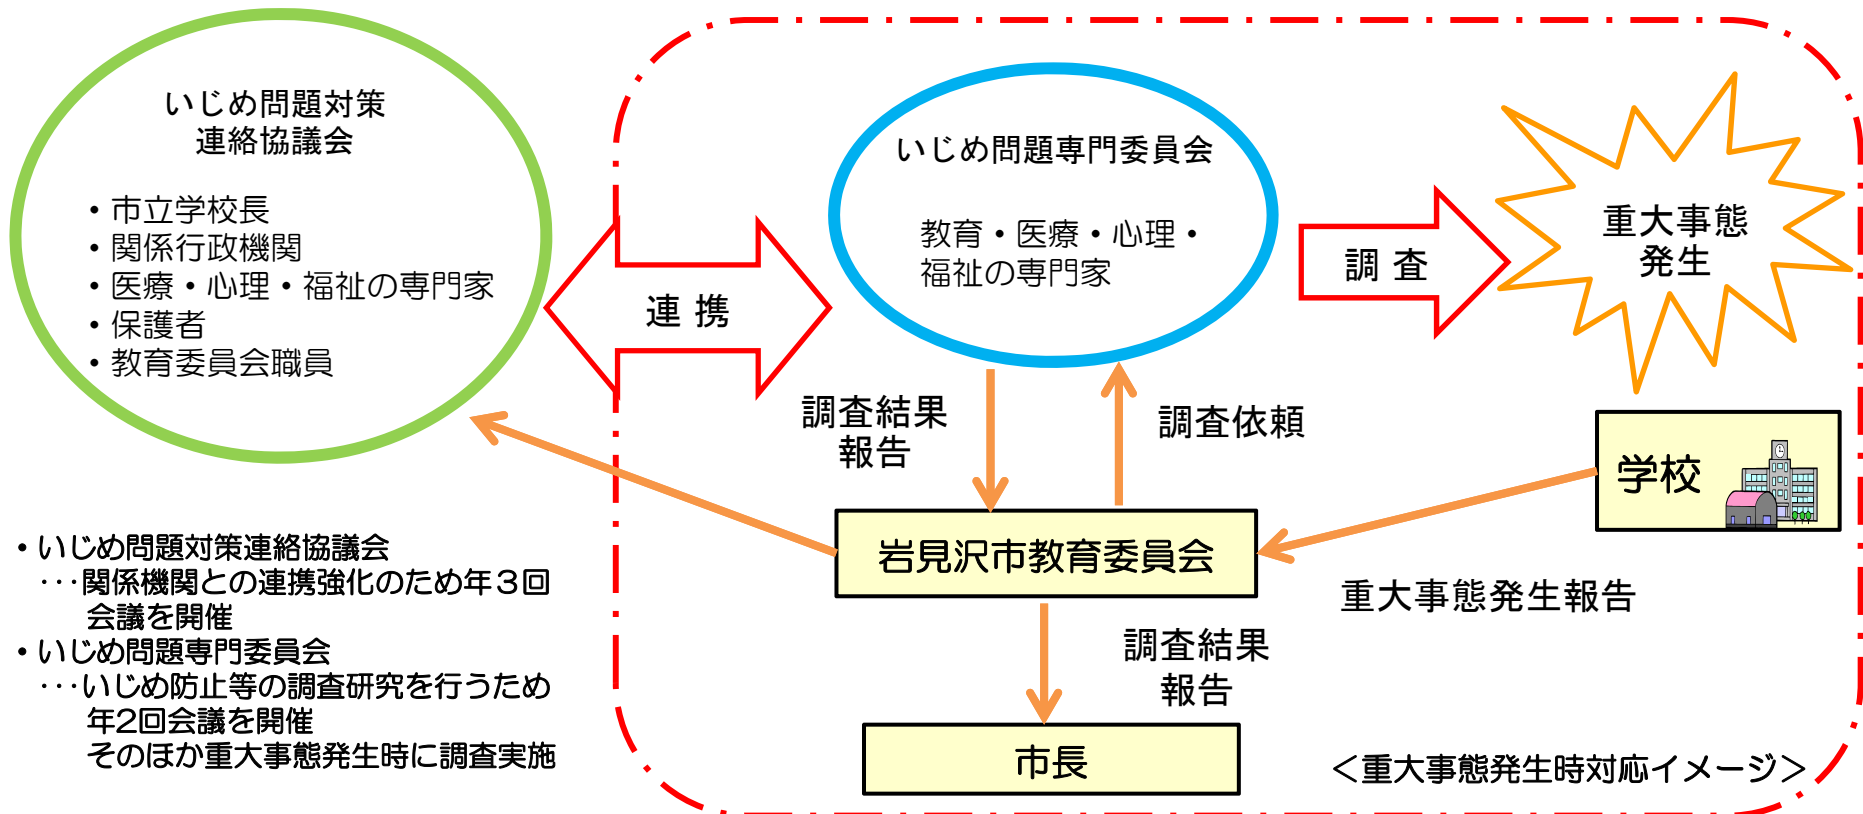 いじめ問題対策
連絡協議会
・市立学校長
・関係行政機関
・医療・心理・福祉の専門家
・保護者
・教育委員会職員
連 携
いじめ問題専門委員会
教育・医療・心理・
福祉の専門家
調 査
重大事態
発生
調査結果
報告
調査依頼
学校
岩見沢市教育委員会
重大事態発生報告
調査結果
報告
市長
＜重大事態発生時対応イメージ＞
・いじめ問題対策連絡協議会
･･･関係機関との連携強化のため年３回
会議を開催
・いじめ問題専門委員会
･･･いじめ防止等の調査研究を行うため
年2回会議を開催
そのほか重大事態発生時に調査実施